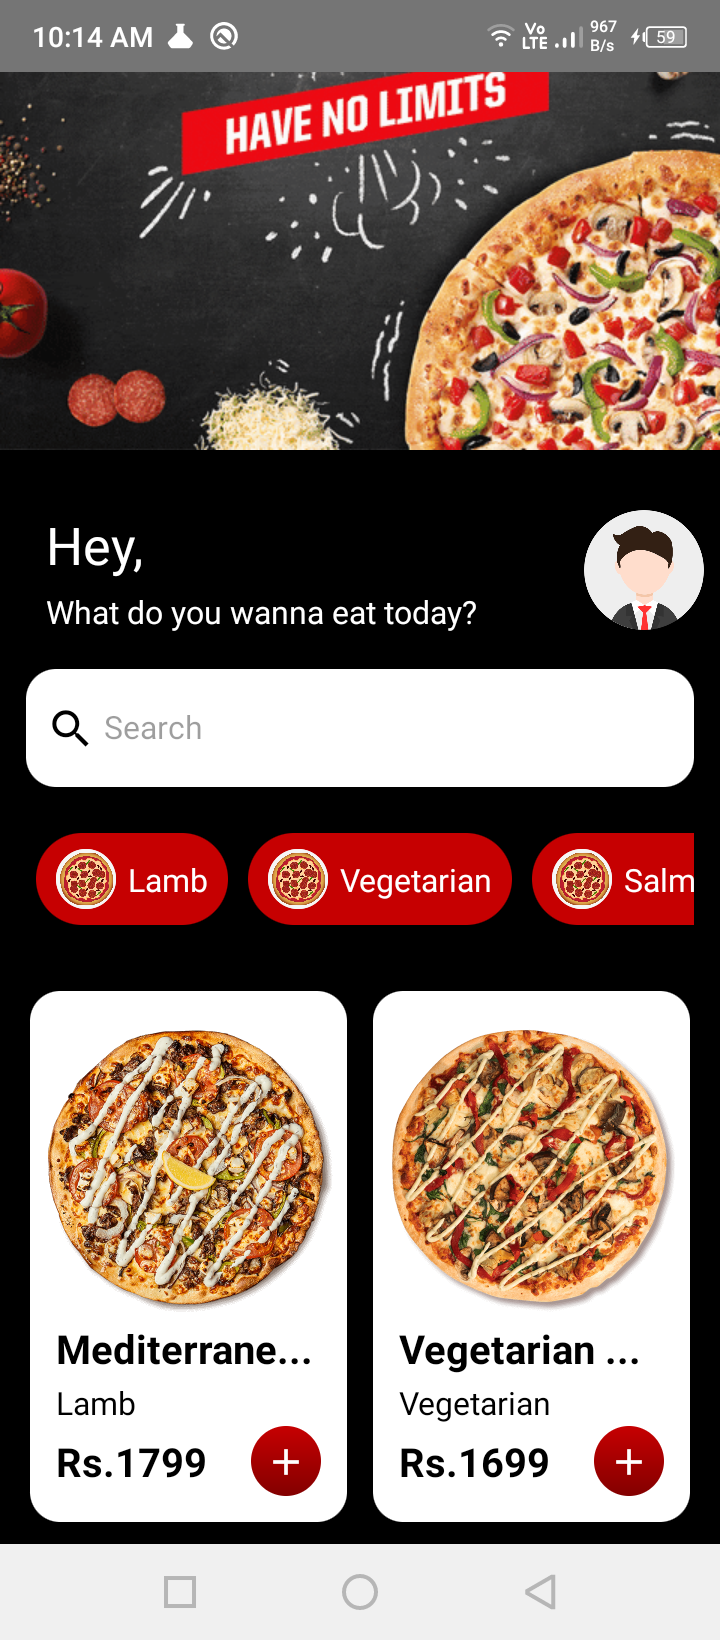 10:14 AM
Vo
LTE
967
B/s
59
HAVE NO LIMITS
Hey,
What do you wanna eat today?
Search
Lamb
Vegetarian
Salm
Mediterrane...
Lamb
Rs.1799
Vegetarian ...
Vegetarian
Rs.1699